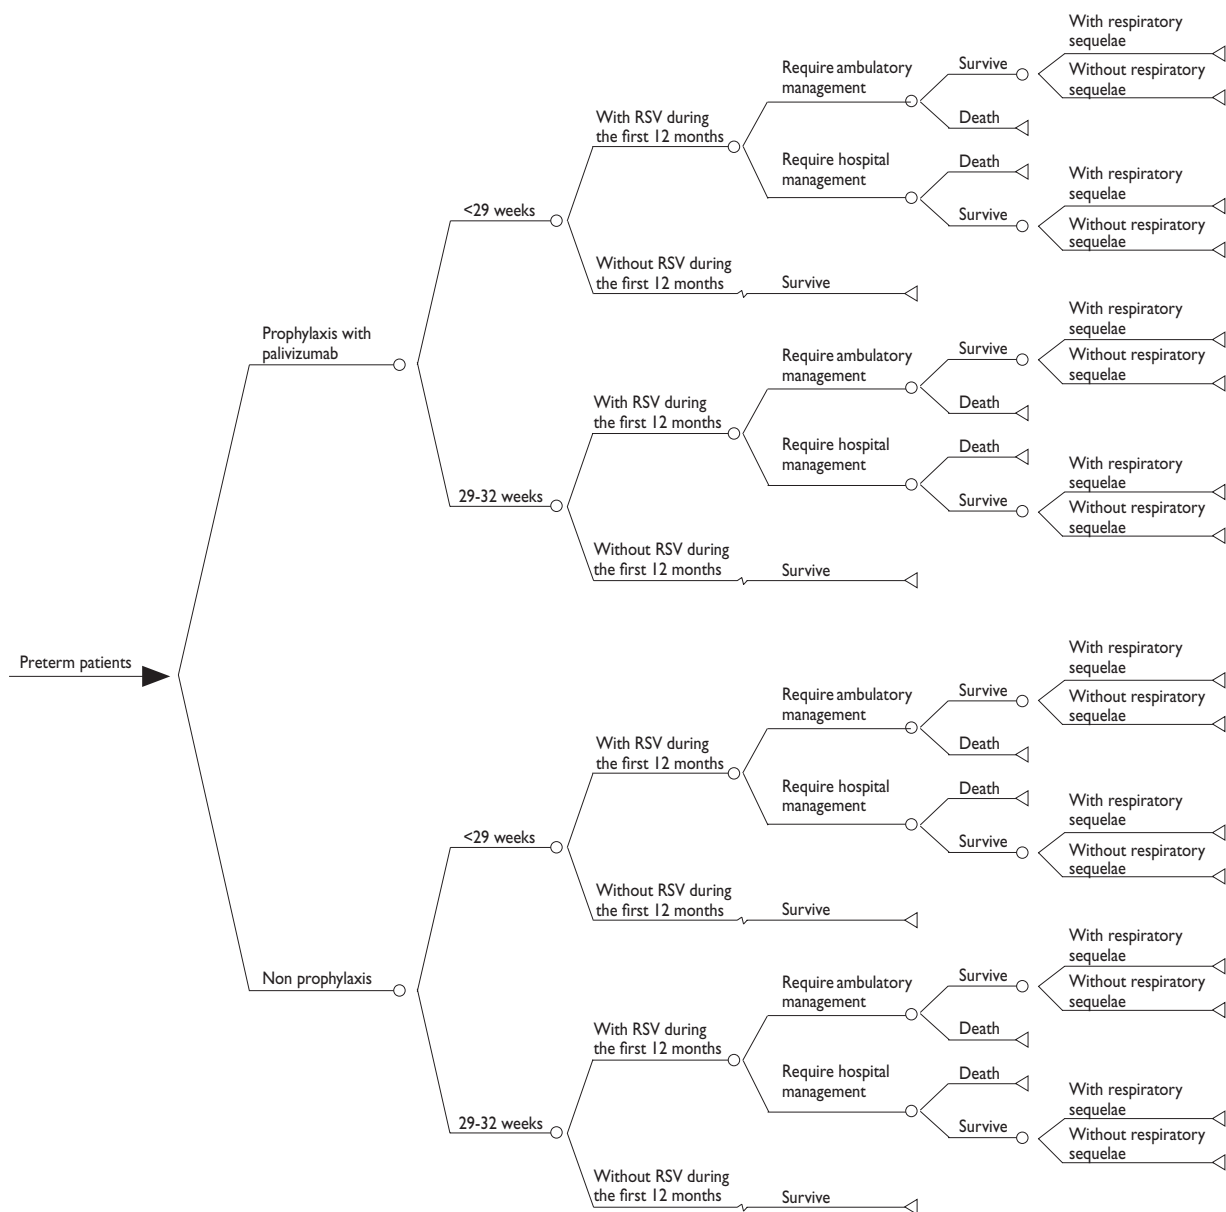 With respiratory
sequelae
Survive
Require ambulatory
management
Without respiratory
sequelae
With RSV during
the first 12 months
Death
Require hospital
management
Death
With respiratory
sequelae
<29 weeks
Survive
Without respiratory
sequelae
Without RSV during
the first 12 months
Survive
Prophylaxis with
palivizumab
With respiratory
sequelae
Require ambulatory
management
Survive
Without respiratory
sequelae
With RSV during
the first 12 months
Death
Require hospital
management
Death
With respiratory
sequelae
29-32 weeks
Survive
Without respiratory
sequelae
Without RSV during
the first 12 months
Survive
Preterm patients
With respiratory
sequelae
Require ambulatory
management
Survive
Without respiratory
sequelae
With RSV during
the first 12 months
Death
Require hospital
management
Death
With respiratory
sequelae
<29 weeks
Survive
Without respiratory
sequelae
Without RSV during
the first 12 months
Survive
Non prophylaxis
With respiratory
sequelae
Require ambulatory
management
Survive
Without respiratory
sequelae
With RSV during
the first 12 months
Death
Require hospital
management
Death
With respiratory
sequelae
29-32 weeks
Survive
Without respiratory
sequelae
Without RSV during
the first 12 months
Survive